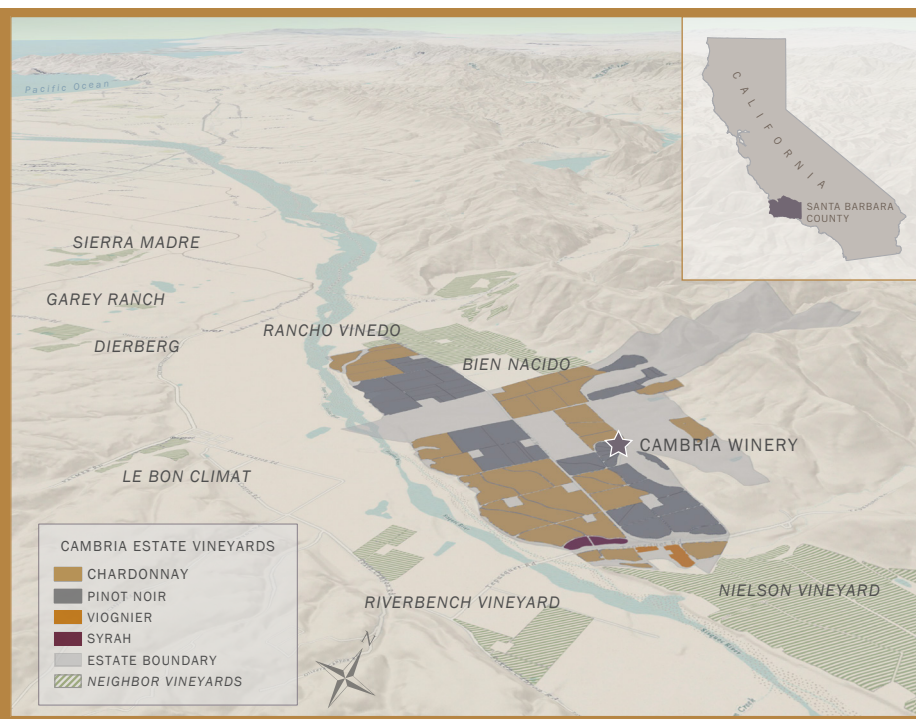 Pacific Ocean
CALIFORNIA
SANTA BARBARA
COUNTY
SIERRA MADRE
GAREY RANCH
DIERBERG
RANCHO VINEDO
BIEN NACIDO
CAMBRIA WINERY
LE BON CLIMAT
RIVERBENCH VINEYARD
NIELSON VINEYARD
CAMBRIA ESTATE VINEYARDS
CHARDONNAY
PINOT NOIR
VIOGNIER
SYRAH
ESTATE BOUNDARY
NEIGHBOR VINEYARDS
N